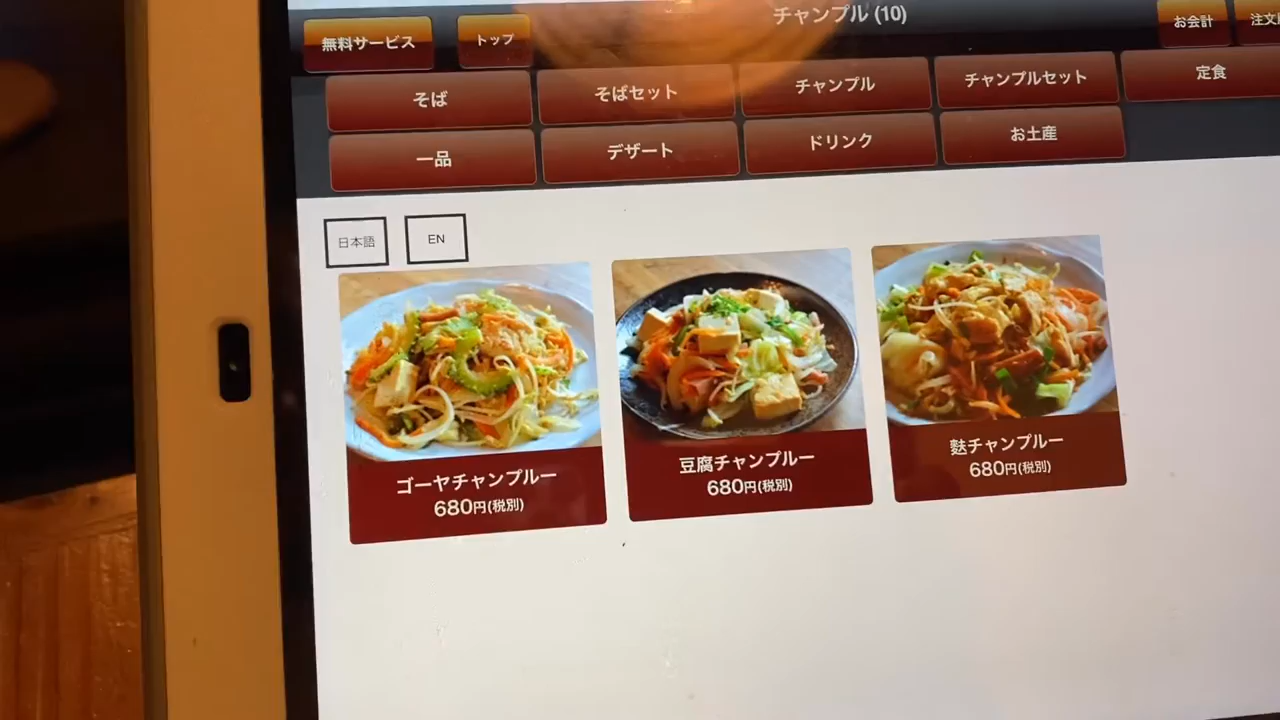 チャンプル (10)
無料サービス
トップ
お会計
そば
そばセット
チャンプル
チャンプルセット
定食
一品
デザート
ドリンク
お土産
日本語
EN
ゴーヤチャンプルー
680円(税別)
豆腐チャンプルー
680円(税別)
麩チャンプルー
680円(税別)